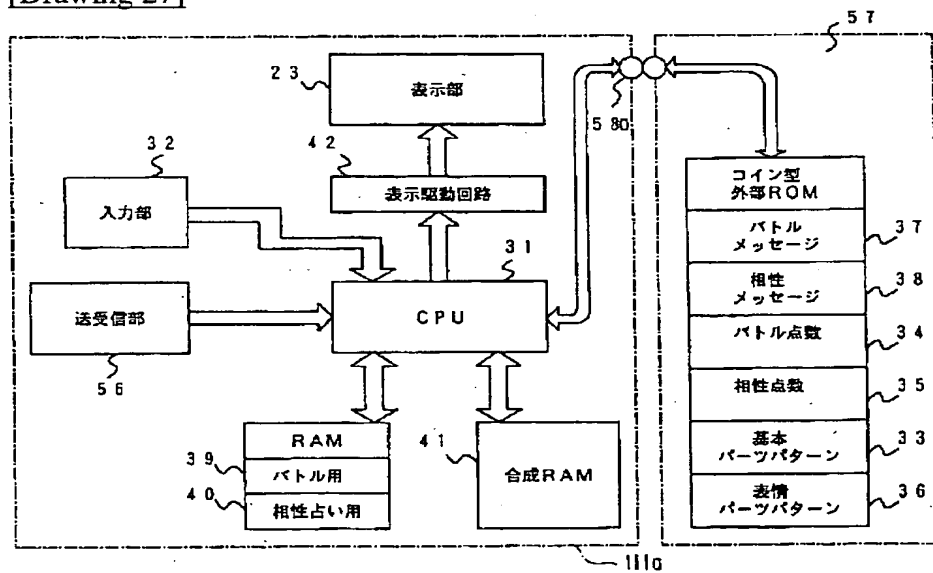 [Drawing 27]
57
23
表示部
580
42
32
表示駆動回路
コイン型
外部ROM
入力部
バトル
メッセージ
37
31
相性
メッセージ
38
送受信部
CPU
バトル点数
34
56
相性点数
35
RAM
41
基本
パーツパターン
33
39
バトル用
合成RAM
40
相性占い用
表情
パーツパターン
36
111a